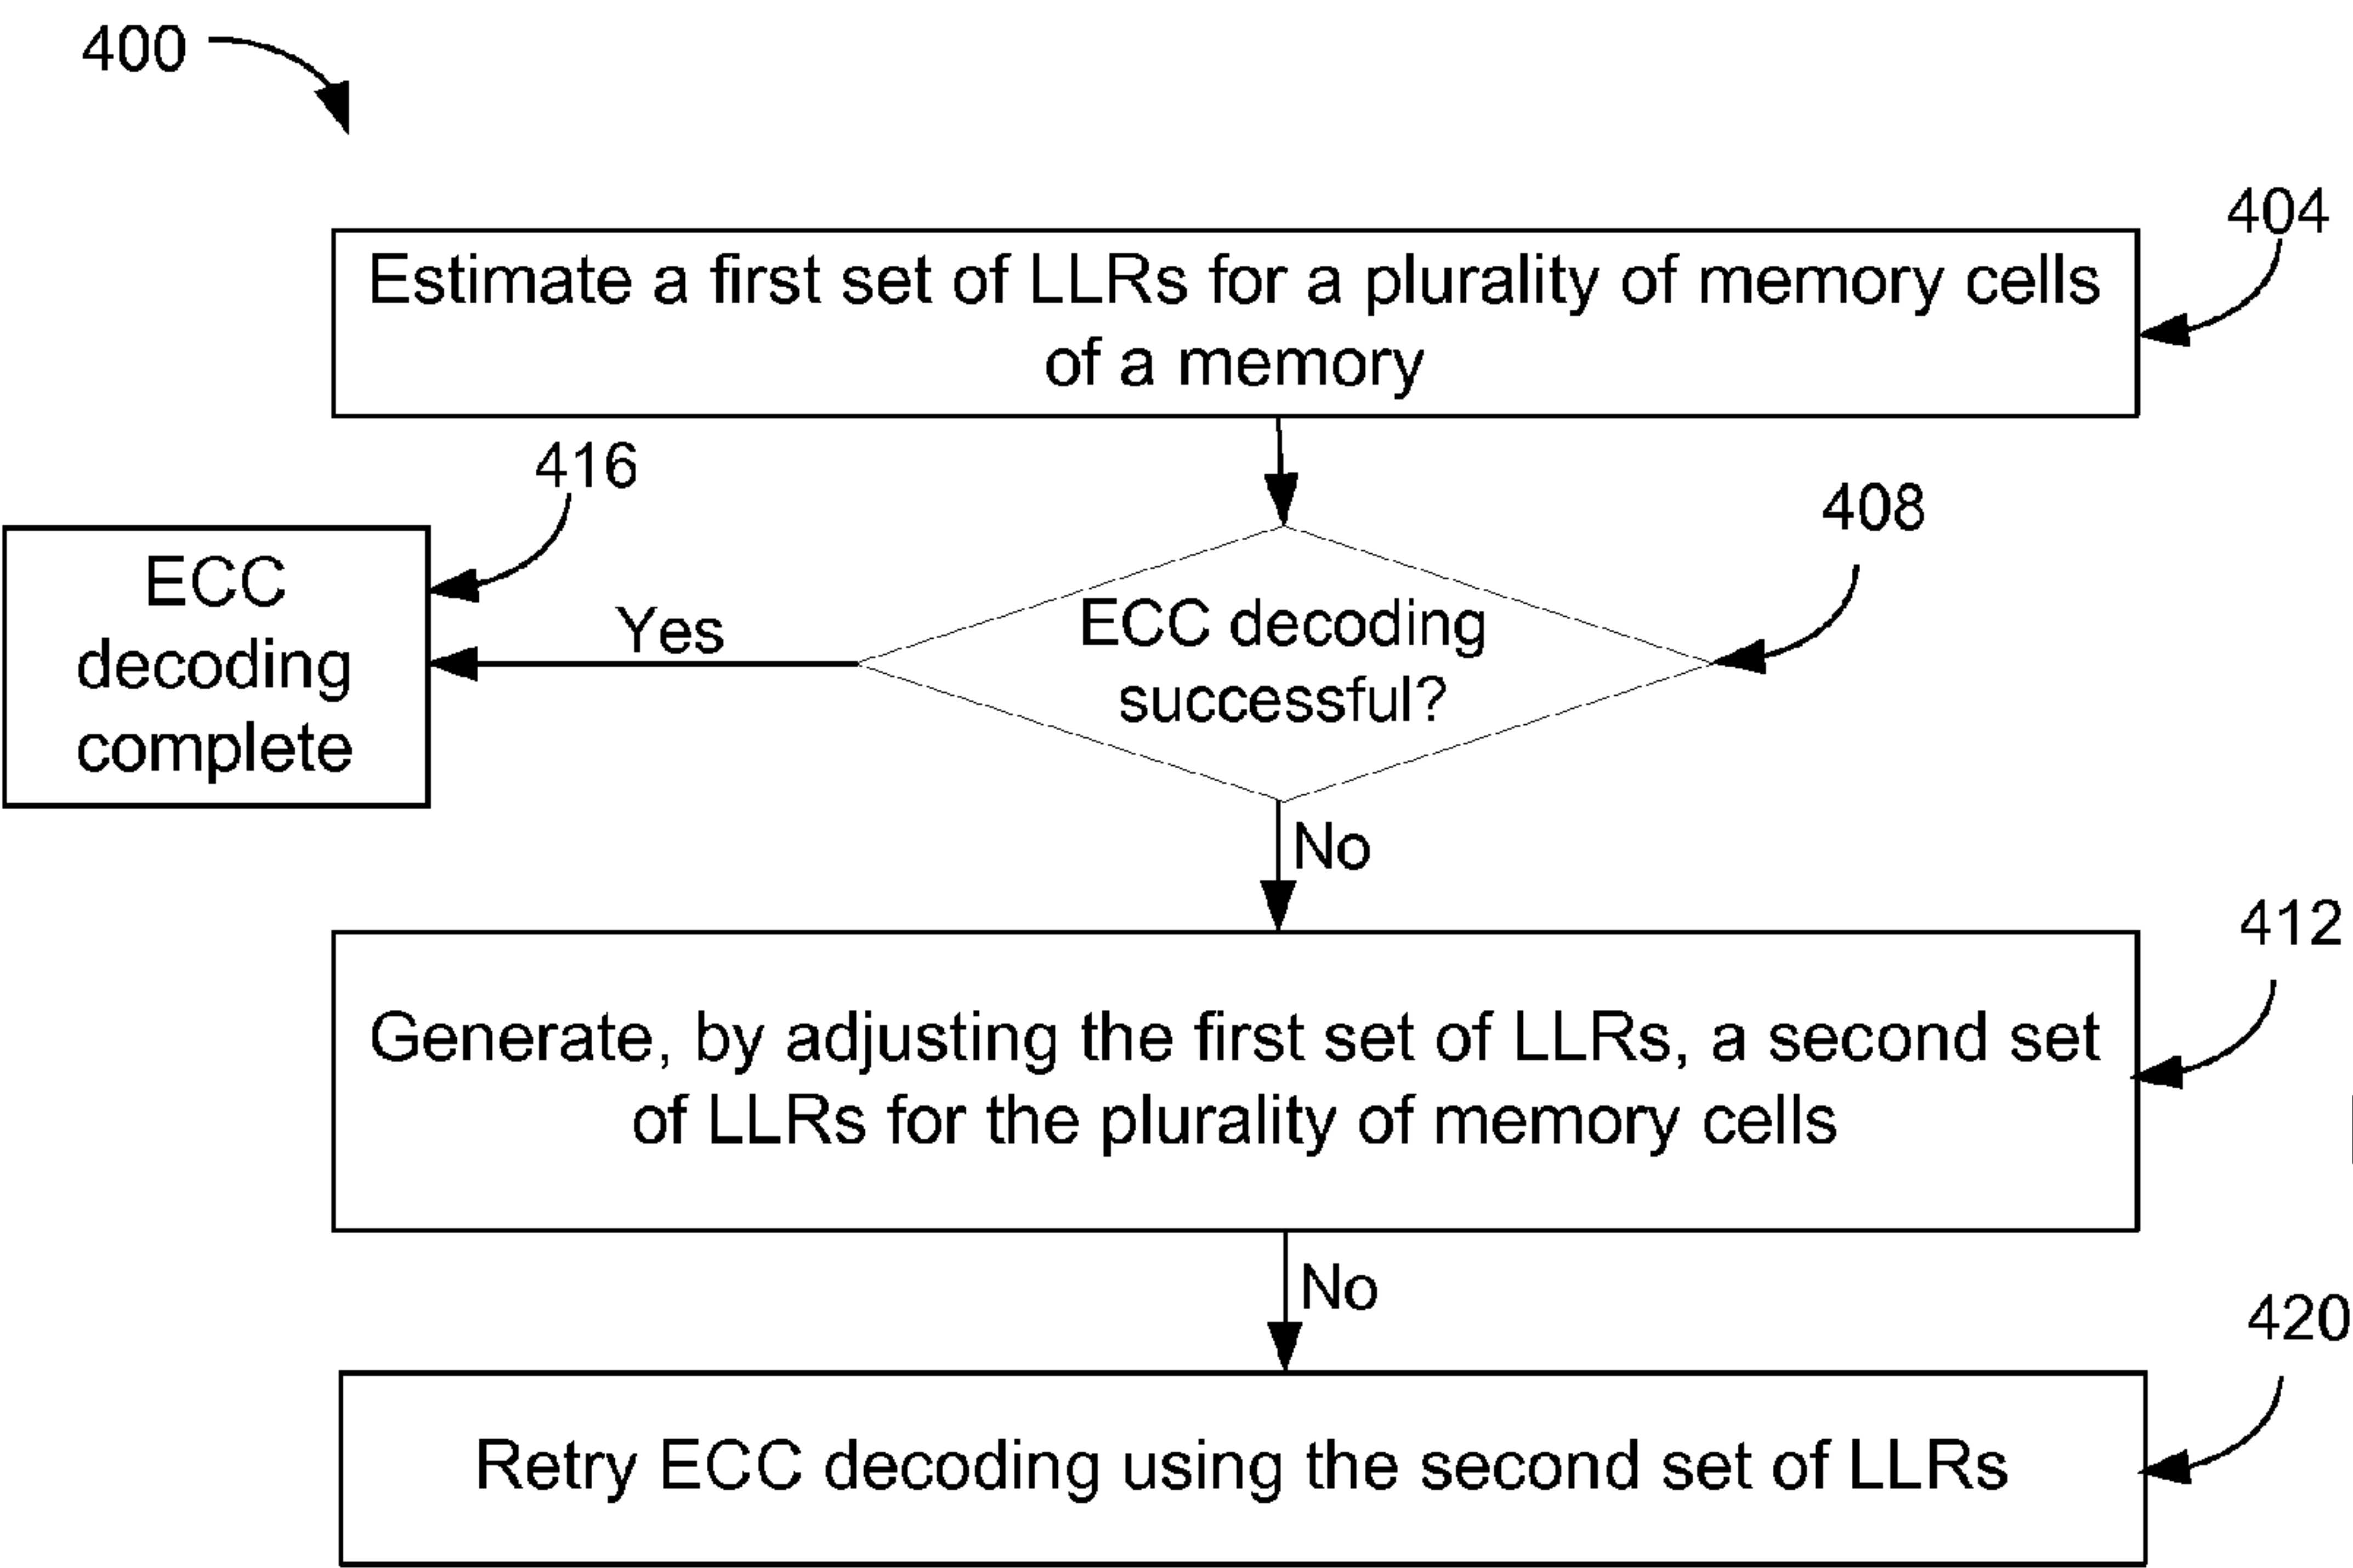 400
404
Estimate a first set of LLRs for a plurality of memory cells
of a memory
416
408
ECC
decoding
complete
Yes
ECC decoding
successful?
No
412
Generate, by adjusting the first set of LLRs, a second set
of LLRs for the plurality of memory cells
No
420
Retry ECC decoding using the second set of LLRs